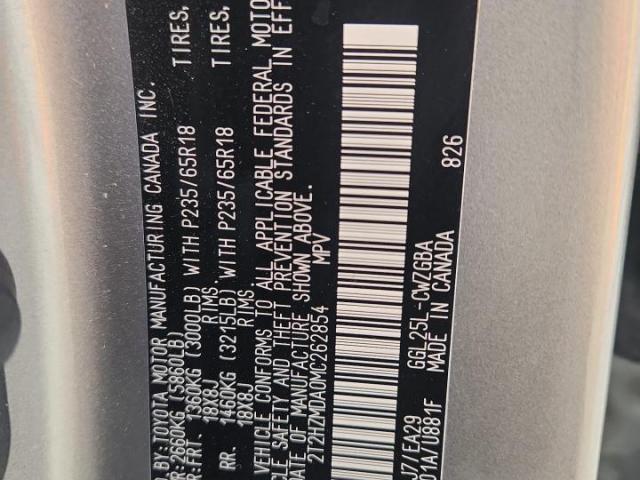 D. BY:TOYOTA MOTOR MANUFACTURING CANADA INC.
R:2660KG (5860LB)
R:FRT. 1360KG (3000LB) WITH P235/65R18 TIRES,
18X8J RIMS.
RR. 1460KG (3215LB) WITH P235/65R18 TIRES,
18X8J RIMS.
VEHICLE CONFORMS TO ALL APPLICABLE FEDERAL MOTO
ICLE SAFETY AND THEFT PREVENTION STANDARDS IN EFF
DATE OF MANUFACTURE SHOWN ABOVE.
2T2HZMDA0MC262854 MPV
J7/EA29 GGL25L-CWZGBA
01A/U881F MADE IN CANADA 826